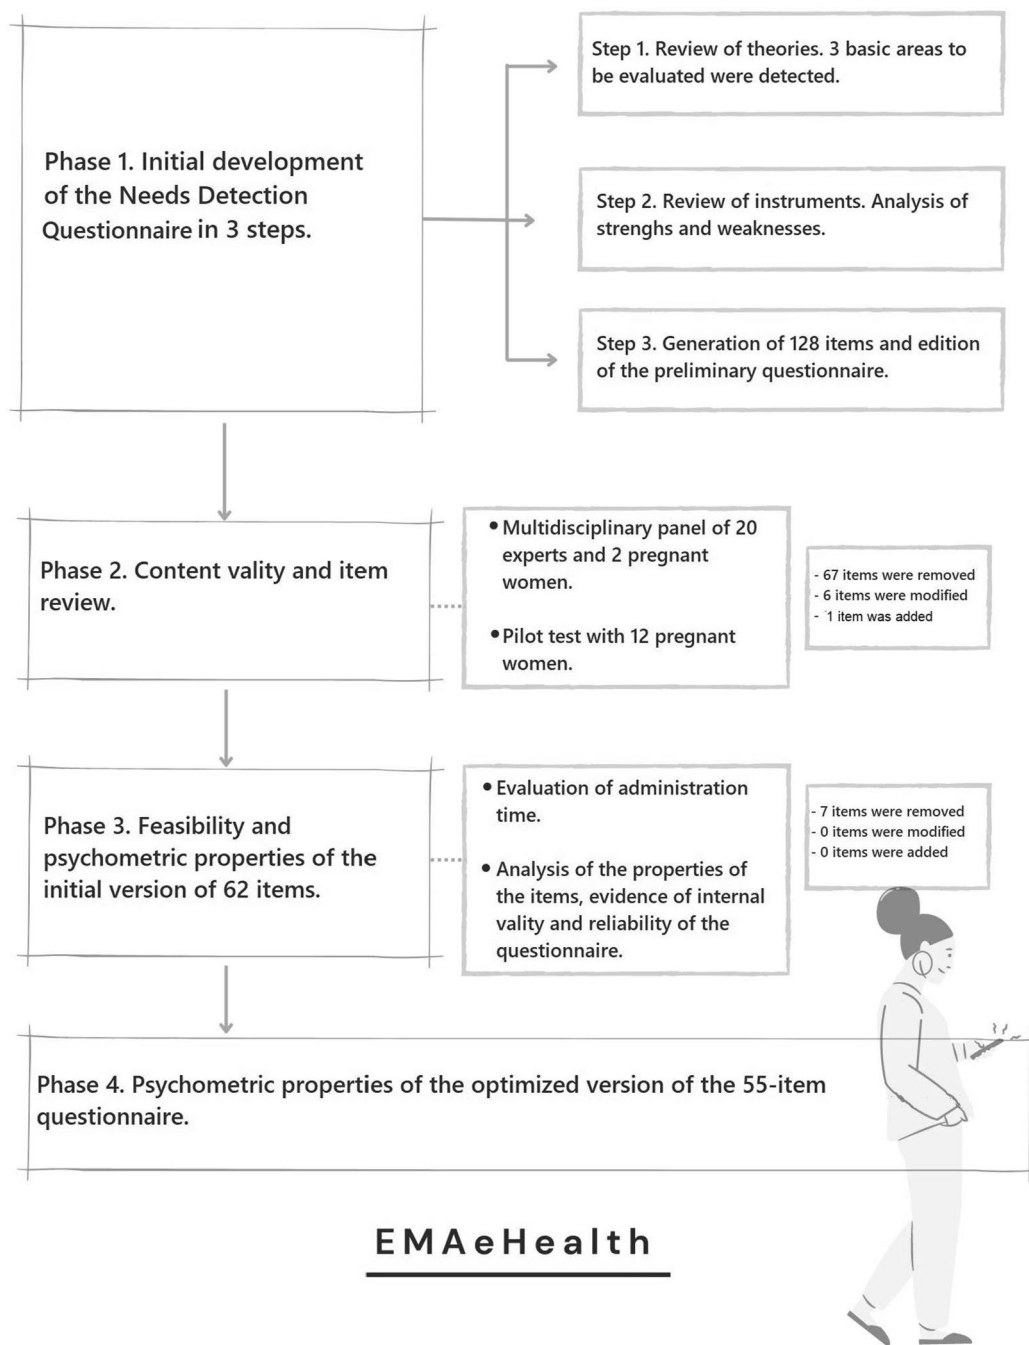 Step 1. Review of theories. 3 basic areas to
be evaluated were detected.
Phase 1. Initial development
of the Needs Detection
Questionnaire in 3 steps.
Step 2. Review of instruments. Analysis of
strenghs and weaknesses.
Step 3. Generation of 128 items and edition
of the preliminary questionnaire.
Phase 2. Content vality and item
review.
• Multidisciplinary panel of 20
experts and 2 pregnant
women.
• Pilot test with 12 pregnant
women.
- 67 items were removed
- 6 items were modified
- 1 item was added
Phase 3. Feasibility and
psychometric properties of the
initial version of 62 items.
• Evaluation of administration
time.
• Analysis of the properties of
the items, evidence of internal
vality and reliability of the
questionnaire.
- 7 items were removed
- 0 items were modified
- 0 items were added
Phase 4. Psychometric properties of the optimized version of the 55-item
questionnaire.
EMAeHealth